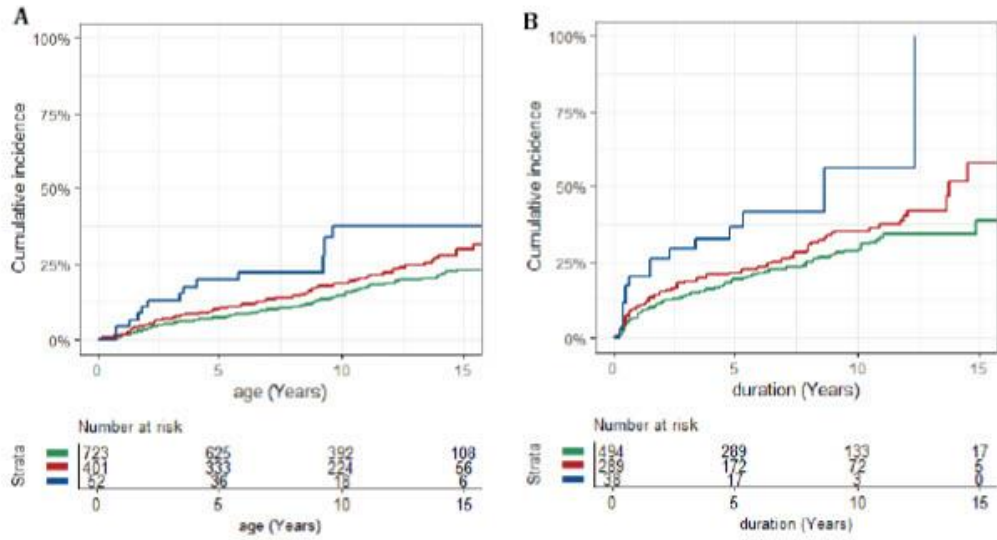 A
100%
75%
50%
25%
0%
Cumulative incidence
0 5 10 15
age (Years)
Number at risk
Strata
723 625 392 108
401 333 224 56
52 36 18 6
0 5 10 15
age (Years)
B
100%
75%
50%
25%
0%
Cumulative incidence
0 5 10 15
duration (Years)
Number at risk
Strata
494 289 133 17
289 172 72 5
38 17 3 0
0 5 10 15
duration (Years)